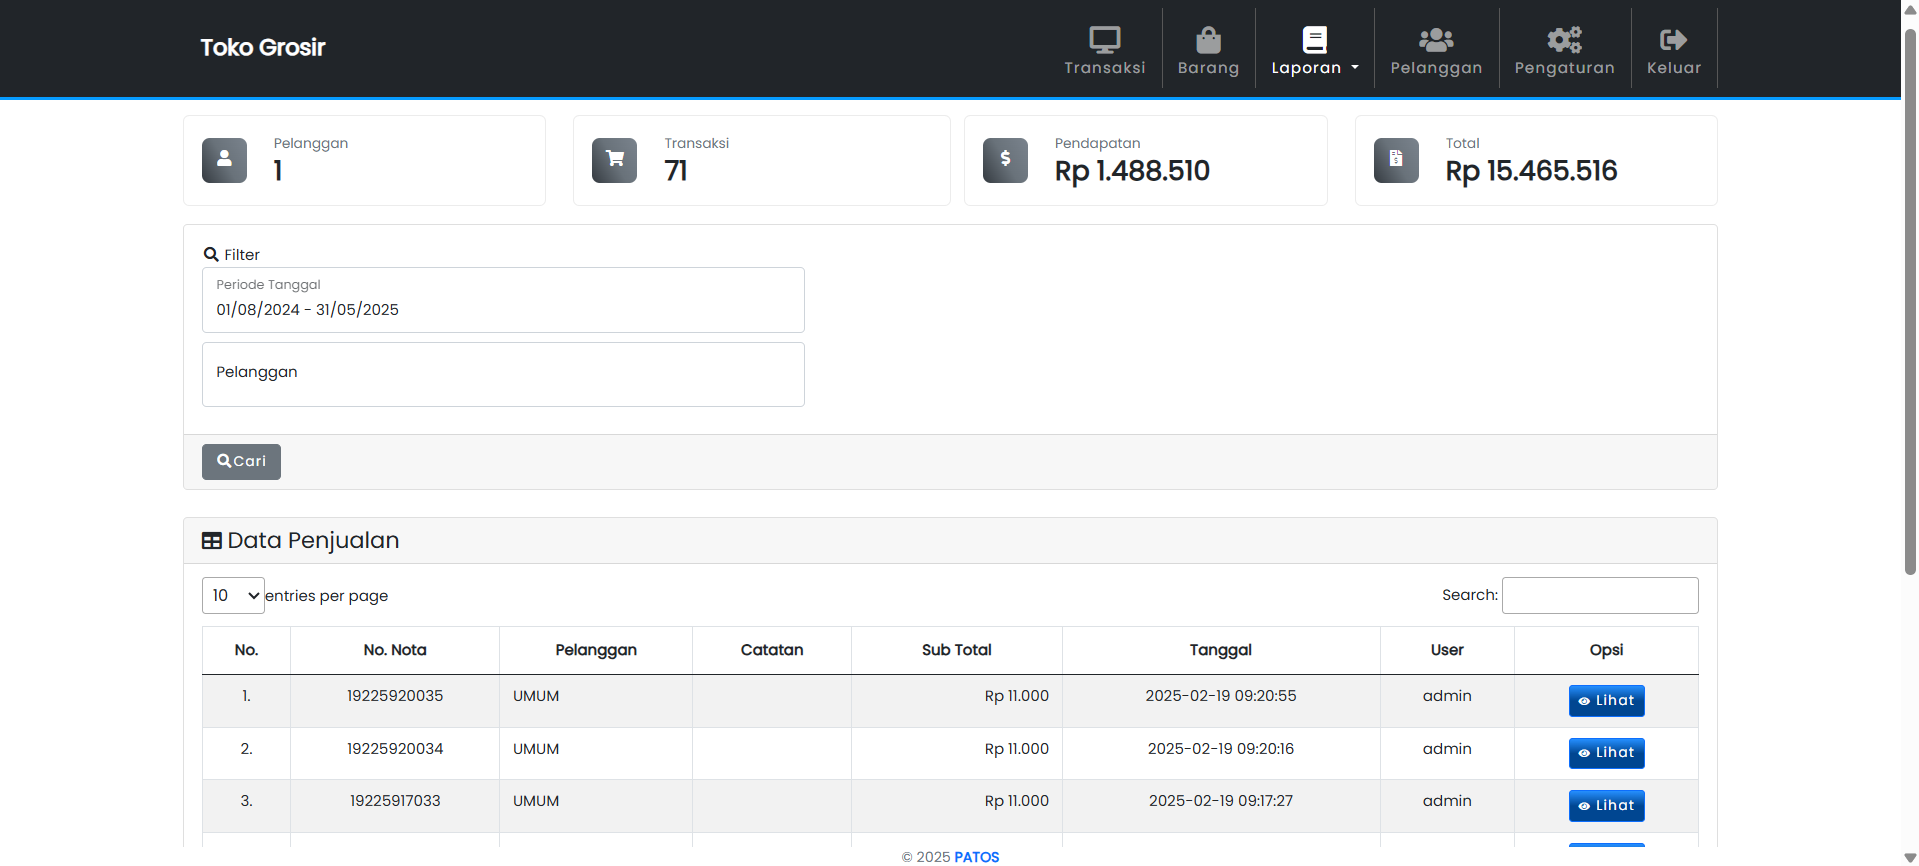 Toko Grosir
Transaksi
Barang
Laporan
Pelanggan
Pengaturan
Keluar
Pelanggan
1
Transaksi
71
Pendapatan
Rp 1.488.510
Total
Rp 15.465.516
Filter
Periode Tanggal
01/08/2024 - 31/05/2025
Pelanggan
Cari
Data Penjualan
10 entries per page
Search:
No. No. Nota Pelanggan Catatan Sub Total Tanggal User Opsi
1. 19225920035 UMUM Rp 11.000 2025-02-19 09:20:55 admin Lihat
2. 19225920034 UMUM Rp 11.000 2025-02-19 09:20:16 admin Lihat
3. 19225917033 UMUM Rp 11.000 2025-02-19 09:17:27 admin Lihat
© 2025 PATOS